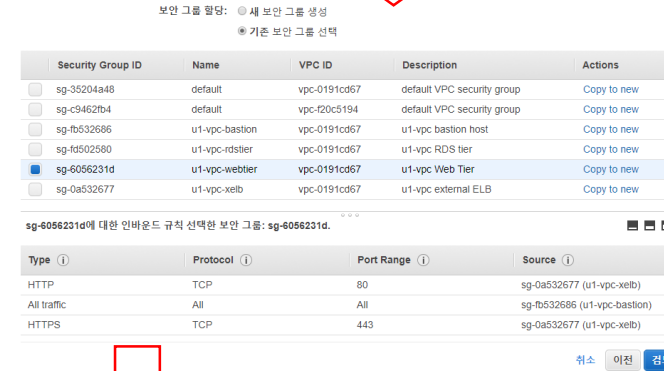 보안 그룹 할당: 새 보안 그룹 생성
기존 보안 그룹 선택
Security Group ID Name VPC ID Description Actions
sg-35204a48 default vpc-0191cd67 default VPC security group Copy to new
sg-c9462fb4 default vpc-f20c5194 default VPC security group Copy to new
sg-fb532686 u1-vpc-bastion vpc-0191cd67 u1-vpc bastion host Copy to new
sg-fd502580 u1-vpc-rdstier vpc-0191cd67 u1-vpc RDS tier Copy to new
sg-6056231d u1-vpc-webtier vpc-0191cd67 u1-vpc Web Tier Copy to new
sg-0a532677 u1-vpc-xelb vpc-0191cd67 u1-vpc external ELB Copy to new
sg-6056231d에 대한 인바운드 규칙 선택한 보안 그룹: sg-6056231d.
Type Protocol Port Range Source
HTTP TCP 80 sg-0a532677 (u1-vpc-xelb)
All traffic All All sg-fb532686 (u1-vpc-bastion)
HTTPS TCP 443 sg-0a532677 (u1-vpc-xelb)
취소 이전